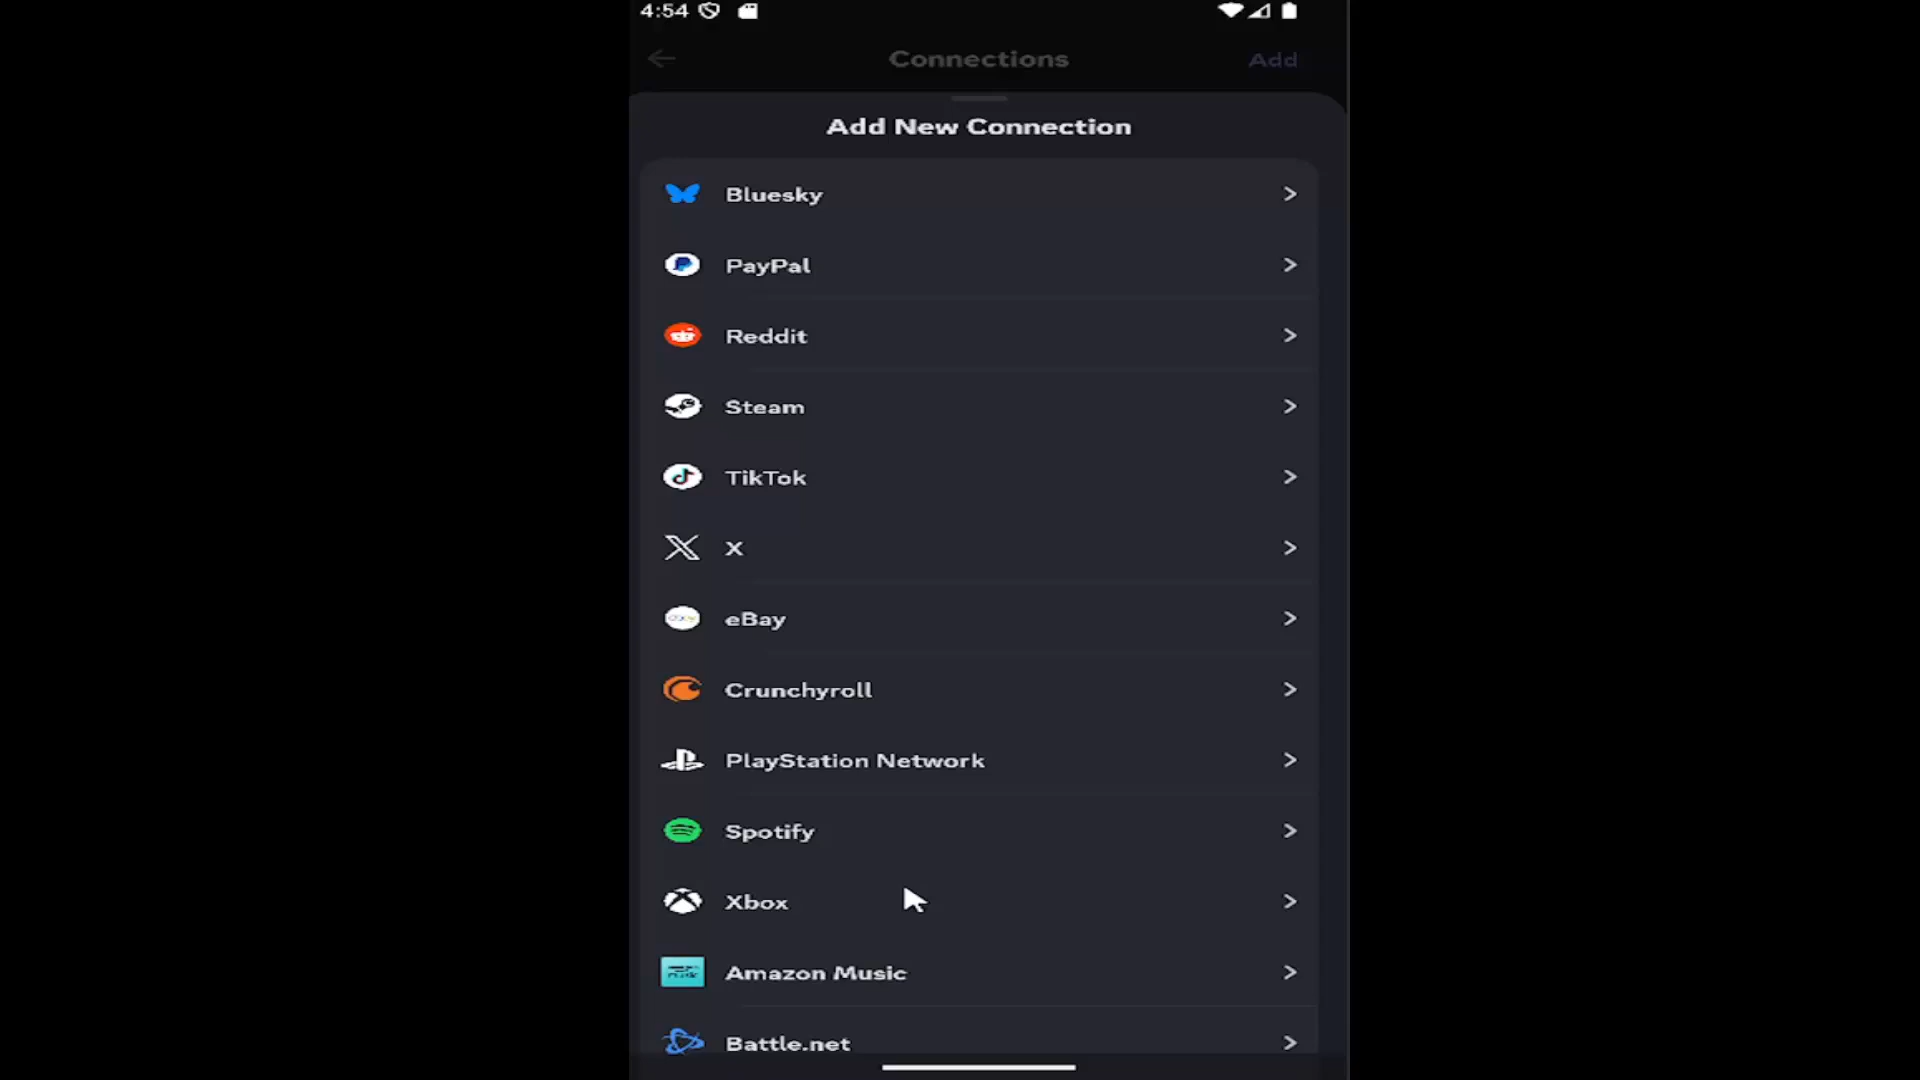 4:54
Connections
Add
Add New Connection
Bluesky
PayPal
Reddit
Steam
TikTok
X
eBay
Crunchyroll
PlayStation Network
Spotify
Xbox
Amazon Music
Battle.net